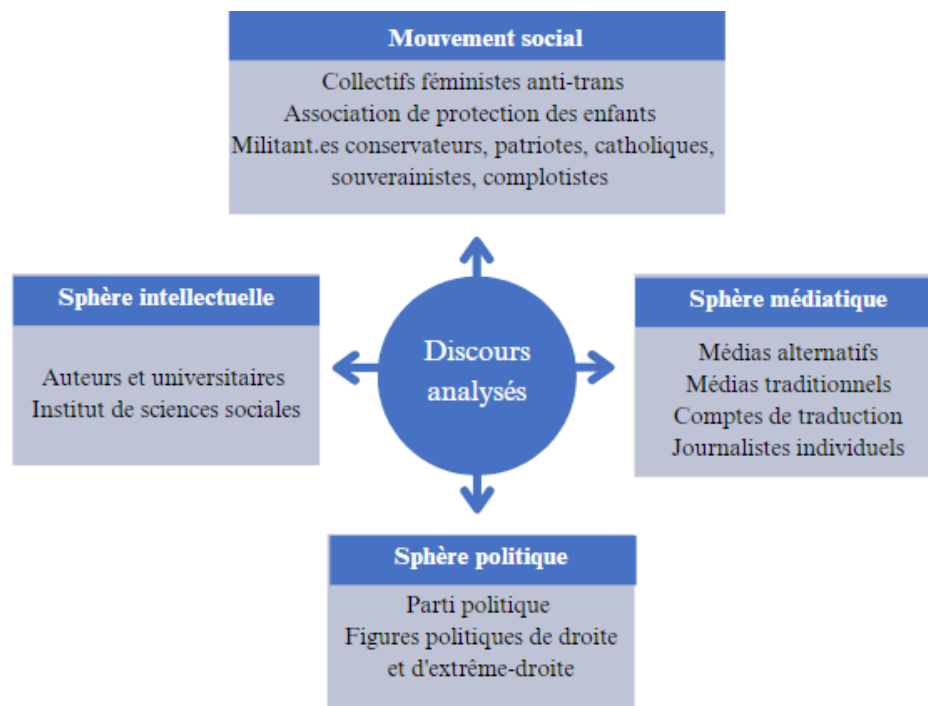 Mouvement social
Collectifs féministes anti-trans
Association de protection des enfants
Militant.es conservateurs, patriotes, catholiques,
souverainistes, complotistes
Sphère intellectuelle
Auteurs et universitaires
Institut de sciences sociales
Discours
analysés
Sphère médiatique
Médias alternatifs
Médias traditionnels
Comptes de traduction
Journalistes individuels
Sphère politique
Parti politique
Figures politiques de droite
et d'extrême-droite